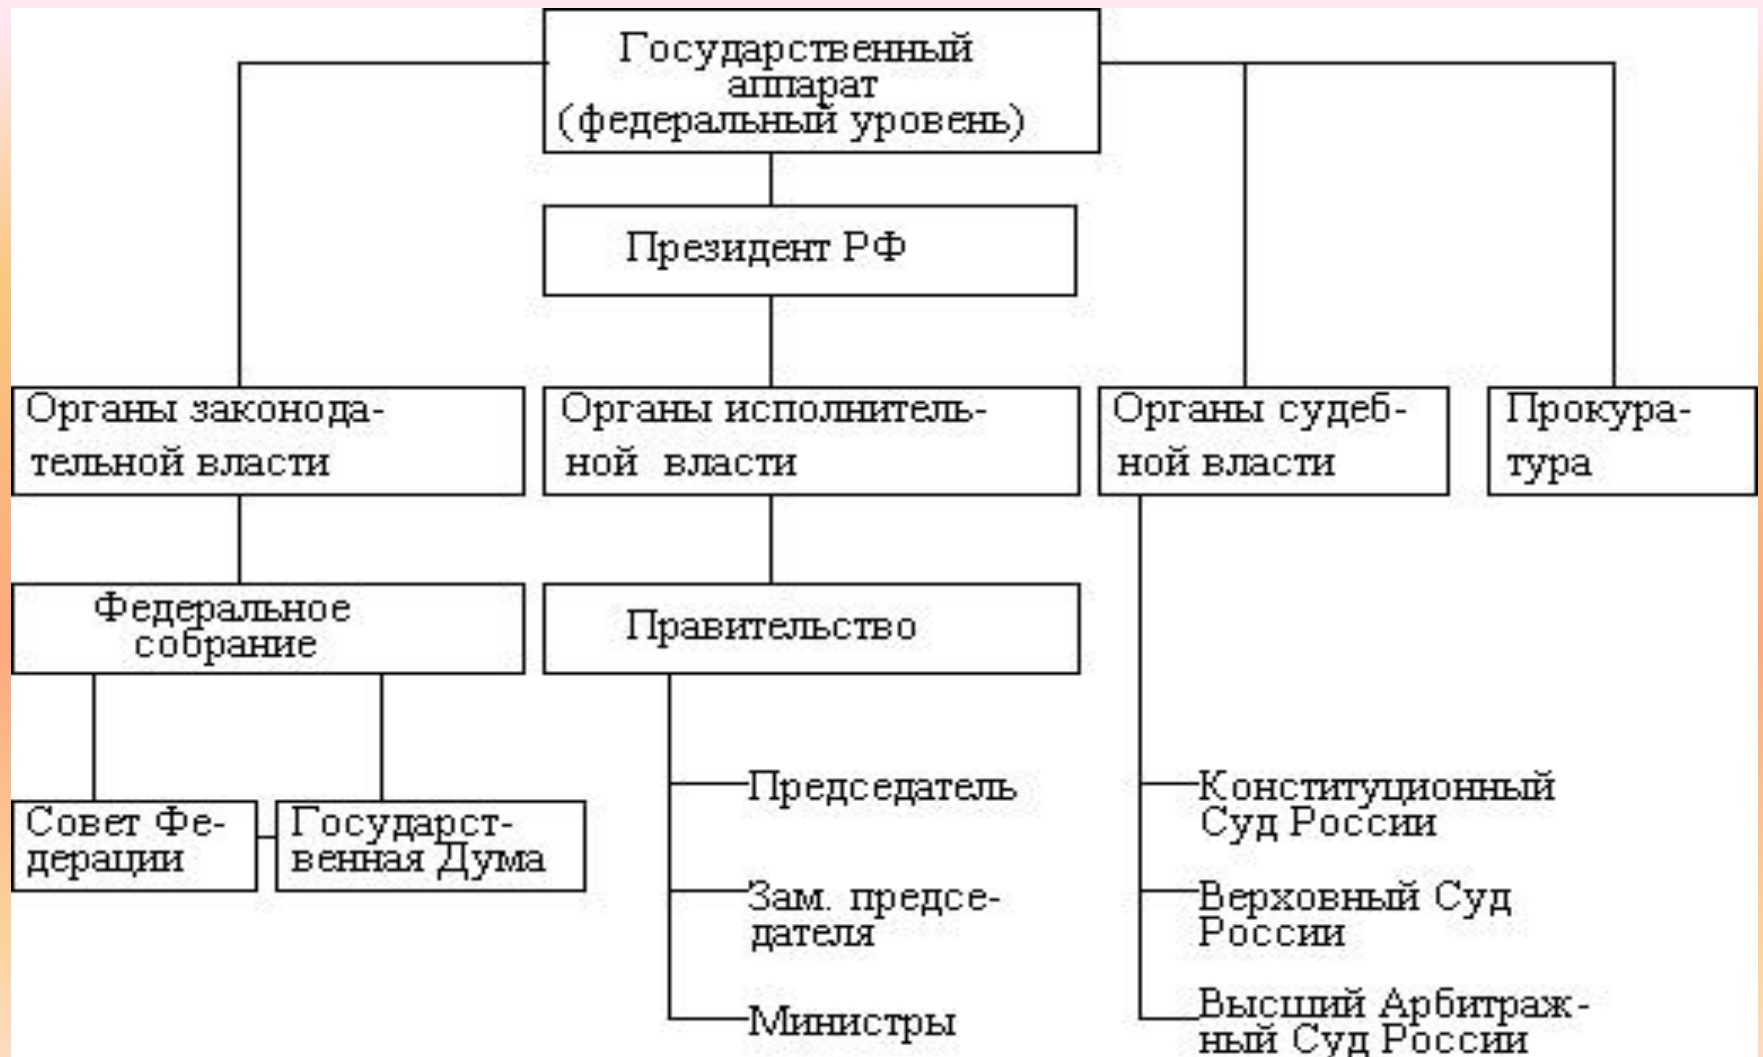 Государственный
аппарат
(федеральный уровень)
Президент РФ
Органы законода-
тельной власти
Органы исполнитель-
ной власти
Органы судеб-
ной власти
Прокура-
тура
Федеральное
собрание
Правительство
Совет Фе-
дерации
Государст-
венная Дума
Председатель
Зам. предсе-
дателя
Министры
Конституционный
Суд России
Верховный Суд
России
Высший Арбитраж-
ный Суд России